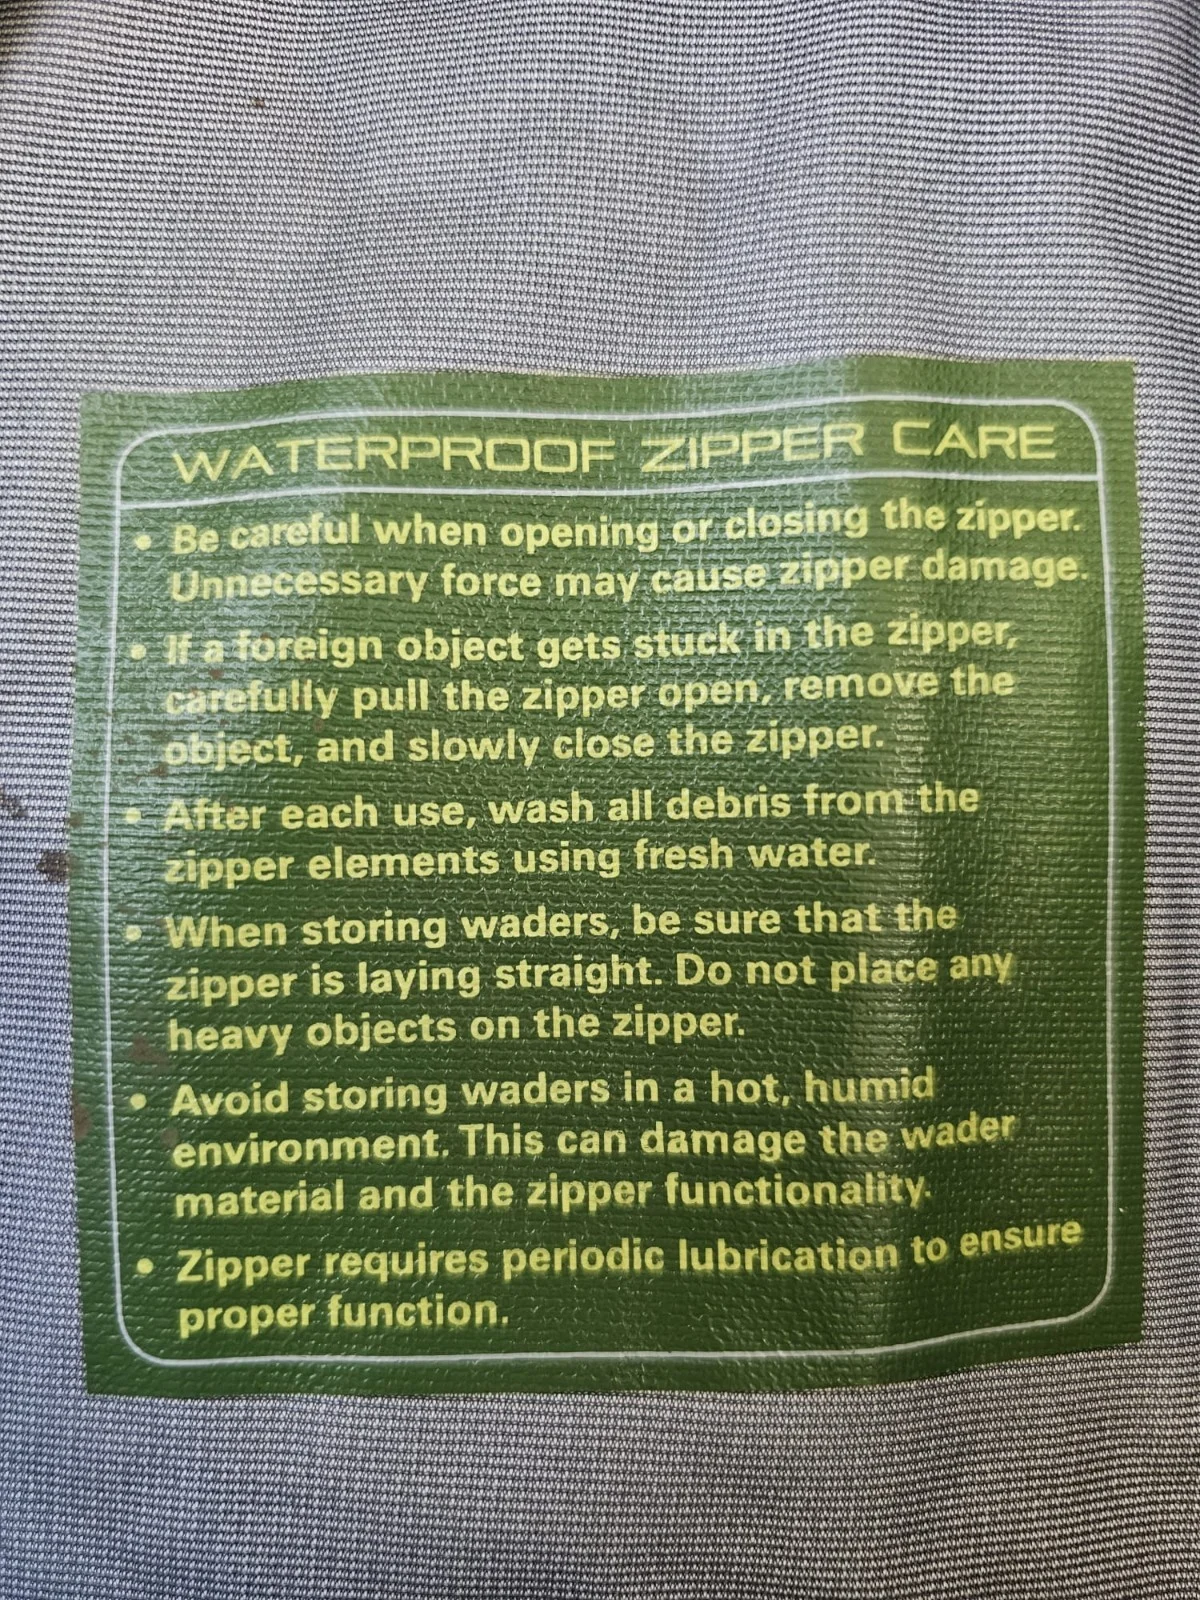 WATERPROOF ZIPPER CARE
• Be careful when opening or closing the zipper.
Unnecessary force may cause zipper damage.
• If a foreign object gets stuck in the zipper,
carefully pull the zipper open, remove the
object, and slowly close the zipper.
• After each use, wash all debris from the
zipper elements using fresh water.
• When storing waders, be sure that the
zipper is laying straight. Do not place any
heavy objects on the zipper.
• Avoid storing waders in a hot, humid
environment. This can damage the wader
material and the zipper functionality.
• Zipper requires periodic lubrication to ensure
proper function.